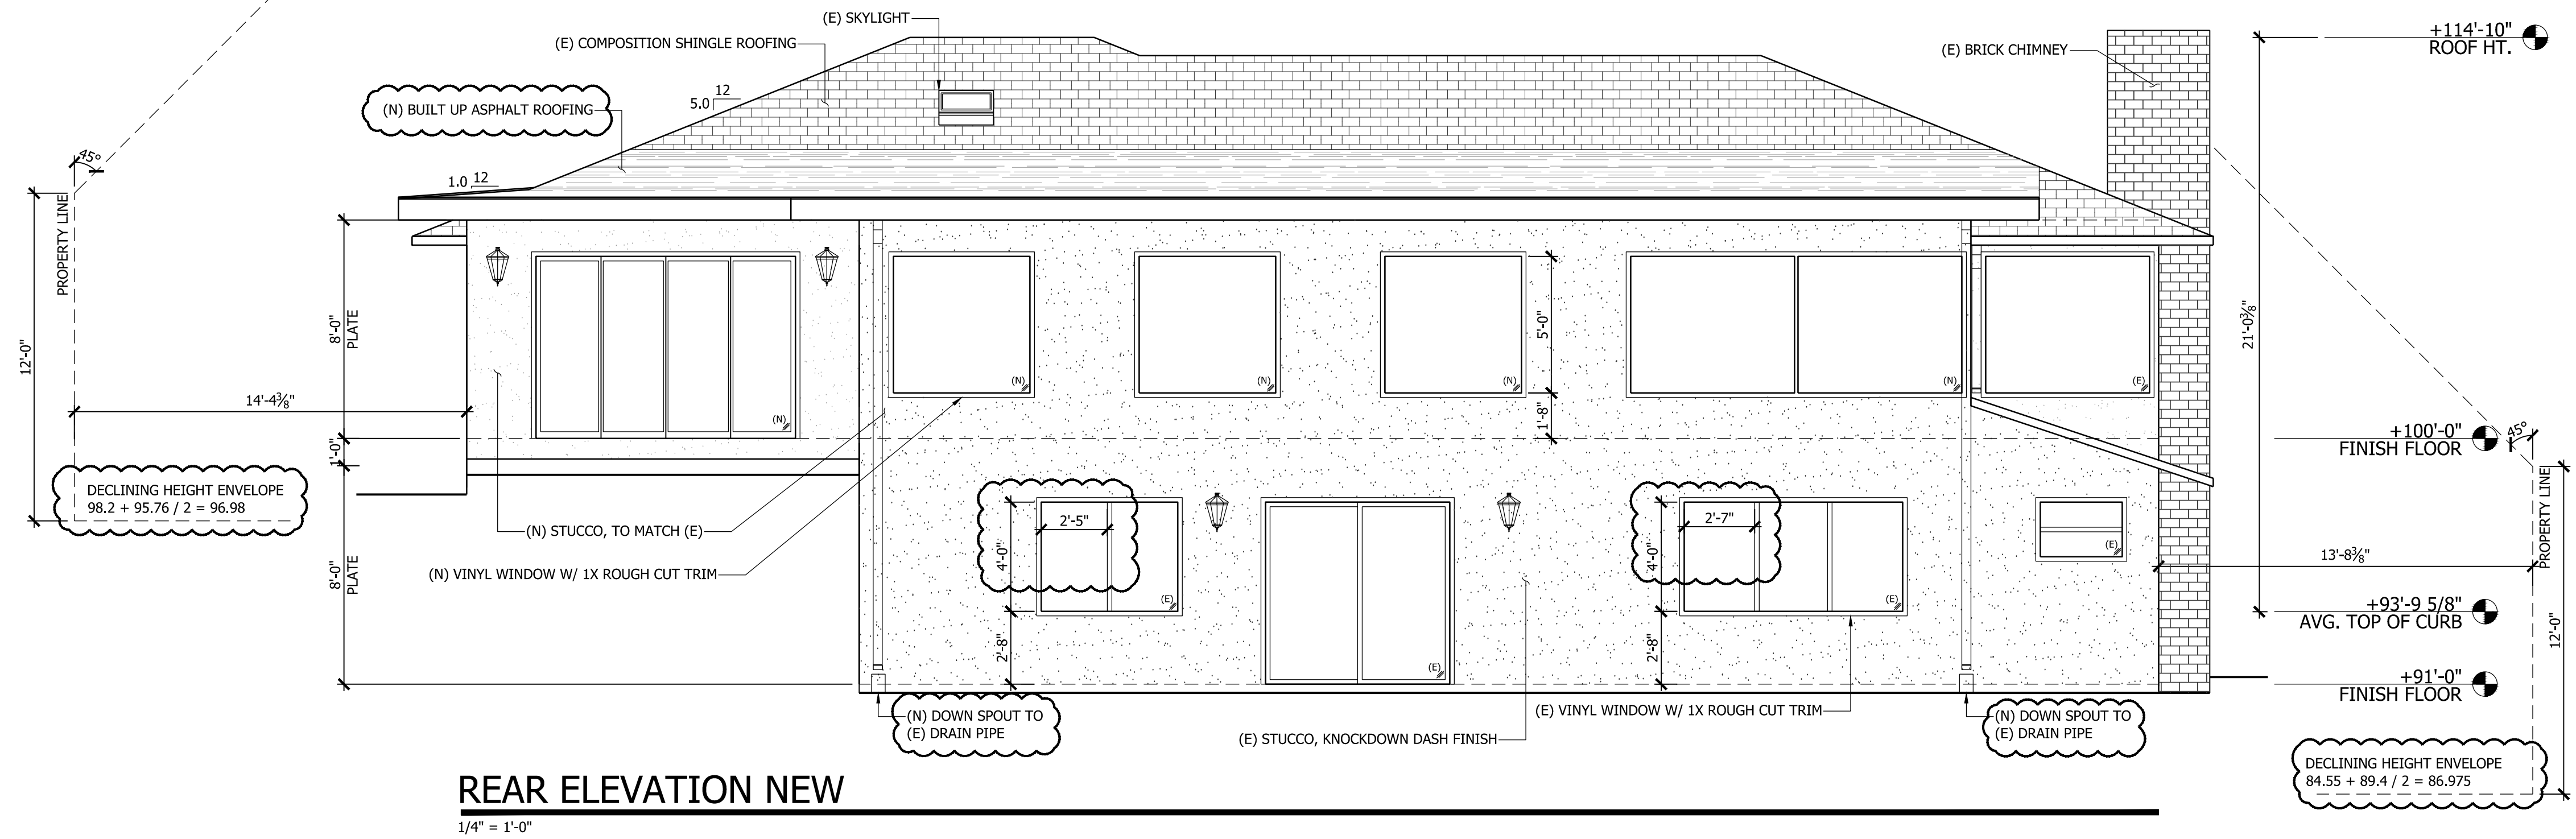 (E) SKYLIGHT
(E) COMPOSITION SHINGLE ROOFING
(E) BRICK CHIMNEY
+114'-10"
ROOF HT.
(N) BUILT UP ASPHALT ROOFING
12
5.0
12
1.0
45°
PROPERTY LINE
12'-0"
8'-0"
PLATE
14'-4⅜"
1'-0"
8'-0"
PLATE
DECLINING HEIGHT ENVELOPE
98.2 + 95.76 / 2 = 96.98
(N)
(N)
(N)
(N)
(N)
(E)
5'-0"
1'-8"
21'-0⅜"
+100'-0"
FINISH FLOOR
45°
PROPERTY LINE
12'-0"
(N) STUCCO, TO MATCH (E)
(N) VINYL WINDOW W/ 1X ROUGH CUT TRIM
2'-5"
4'-0"
2'-8"
(E)
(E)
2'-7"
4'-0"
2'-8"
(E)
(E)
13'-8⅜"
+93'-9 5/8"
AVG. TOP OF CURB
+91'-0"
FINISH FLOOR
(N) DOWN SPOUT TO
(E) DRAIN PIPE
(E) STUCCO, KNOCKDOWN DASH FINISH
(E) VINYL WINDOW W/ 1X ROUGH CUT TRIM
(N) DOWN SPOUT TO
(E) DRAIN PIPE
DECLINING HEIGHT ENVELOPE
84.55 + 89.4 / 2 = 86.975
REAR ELEVATION NEW
1/4" = 1'-0"